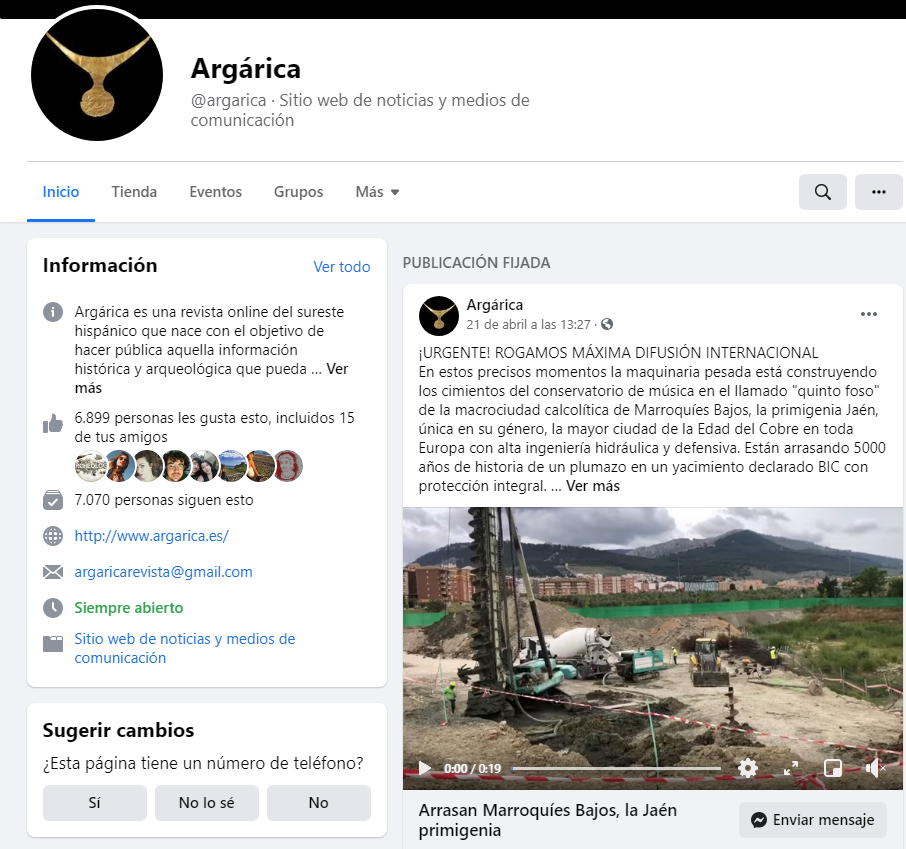 Argárica
@argarica · Sitio web de noticias y medios de
comunicación
Inicio
Tienda
Eventos
Grupos
Más
Información
Ver todo
Argárica es una revista online del sureste
hispánico que nace con el objetivo de
hacer pública aquella información
histórica y arqueológica que pueda ... Ver
más
6.899 personas les gusta esto, incluidos 15
de tus amigos
7.070 personas siguen esto
http://www.argarica.es/
argaricarevista@gmail.com
Siempre abierto
Sitio web de noticias y medios de
comunicación
Sugerir cambios
¿Esta página tiene un número de teléfono?
Sí
No lo sé
No
PUBLICACIÓN FIJADA
Argárica
21 de abril a las 13:27 ·
¡URGENTE! ROGAMOS MÁXIMA DIFUSIÓN INTERNACIONAL
En estos precisos momentos la maquinaria pesada está construyendo
los cimientos del conservatorio de música en el llamado "quinto foso"
de la macrociudad calcolítica de Marroquíes Bajos, la primigenia Jaén,
única en su género, la mayor ciudad de la Edad del Cobre en toda
Europa con alta ingeniería hidráulica y defensiva. Están arrasando 5000
años de historia de un plumazo en un yacimiento declarado BIC con
protección integral. ... Ver más
0:00 / 0:19
Arrasan Marroquíes Bajos, la Jaén
primigenia
Enviar mensaje